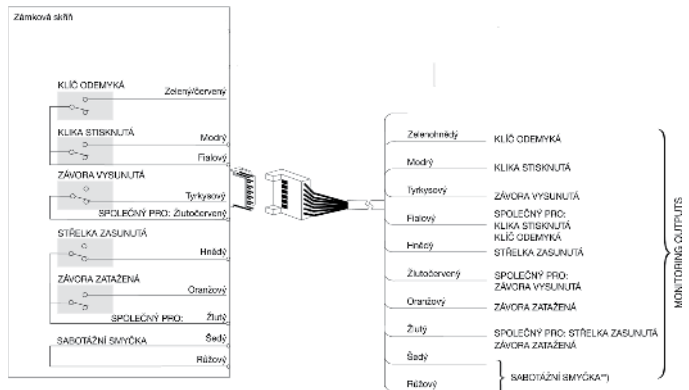 Zámková skříň
KLÍČ ODEMYKÁ
Zelený/červený
KLIKA STISKNUTÁ
Modrý
Fialový
ZÁVORA VYSUNUTÁ
Tyrkysový
SPOLEČNÝ PRO: Žlutočervený
STŘELKA ZASUNUTÁ
Hnědý
ZÁVORA ZATAŽENÁ
Oranžový
SPOLEČNÝ PRO: Žlutý
SABOTÁŽNÍ SMYČKA Šedý
Růžový
Zelenohnědý KLÍČ ODEMYKÁ
Modrý KLIKA STISKNUTÁ
Tyrkysový ZÁVORA VYSUNUTÁ
Fialový SPOLEČNÝ PRO:
KLIKA STISKNUTÁ
KLÍČ ODEMYKÁ
Hnědý STŘELKA ZASUNUTÁ
Žlutočervený SPOLEČNÝ PRO:
ZÁVORA VYSUNUTÁ
Oranžový ZÁVORA ZATAŽENÁ
Žlutý SPOLEČNÝ PRO: STŘELKA ZASUNUTÁ
ZÁVORA ZATAŽENÁ
Šedý
SABOTÁŽNÍ SMYČKA**)
Růžový
MONITORING OUTPUTS